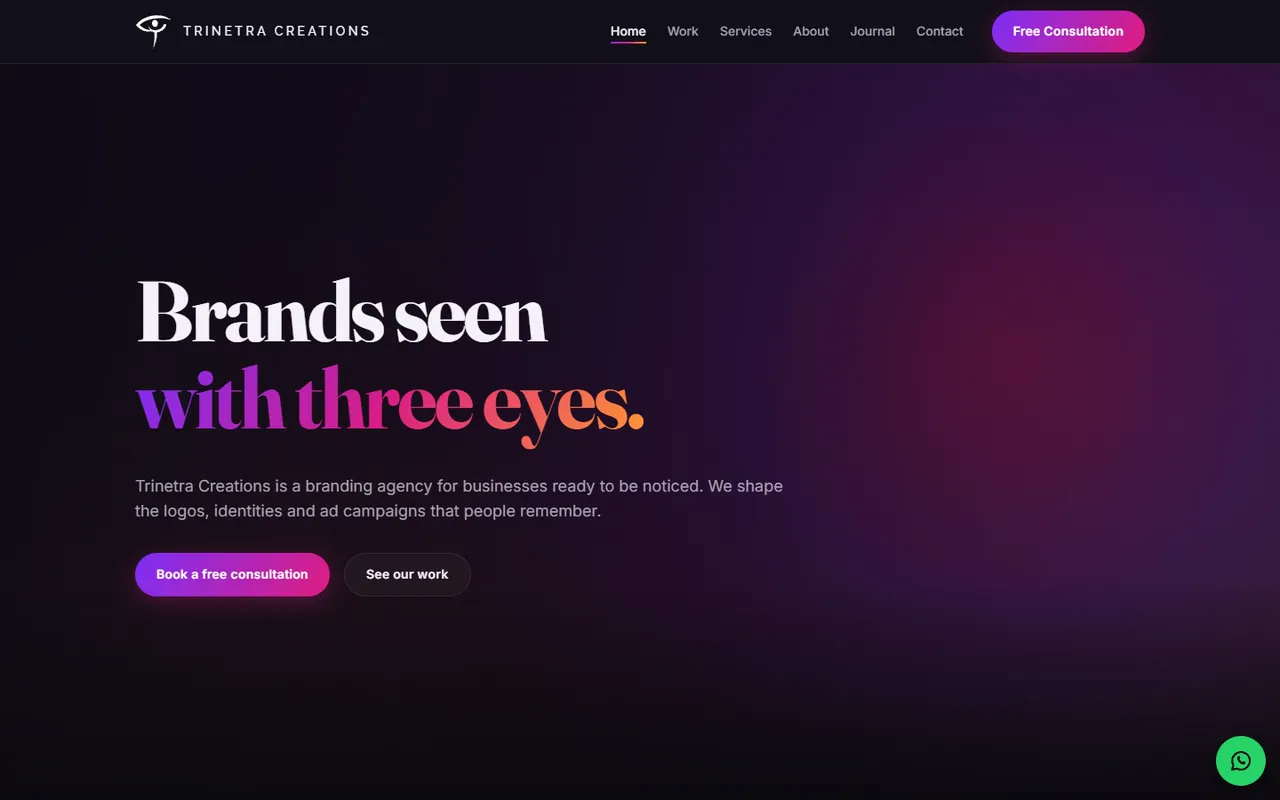 TRINETRA CREATIONS
Home
Work
Services
About
Journal
Contact
Free Consultation
Brands seen
with three eyes.
Trinetra Creations is a branding agency for businesses ready to be noticed. We shape
the logos, identities and ad campaigns that people remember.
Book a free consultation
See our work